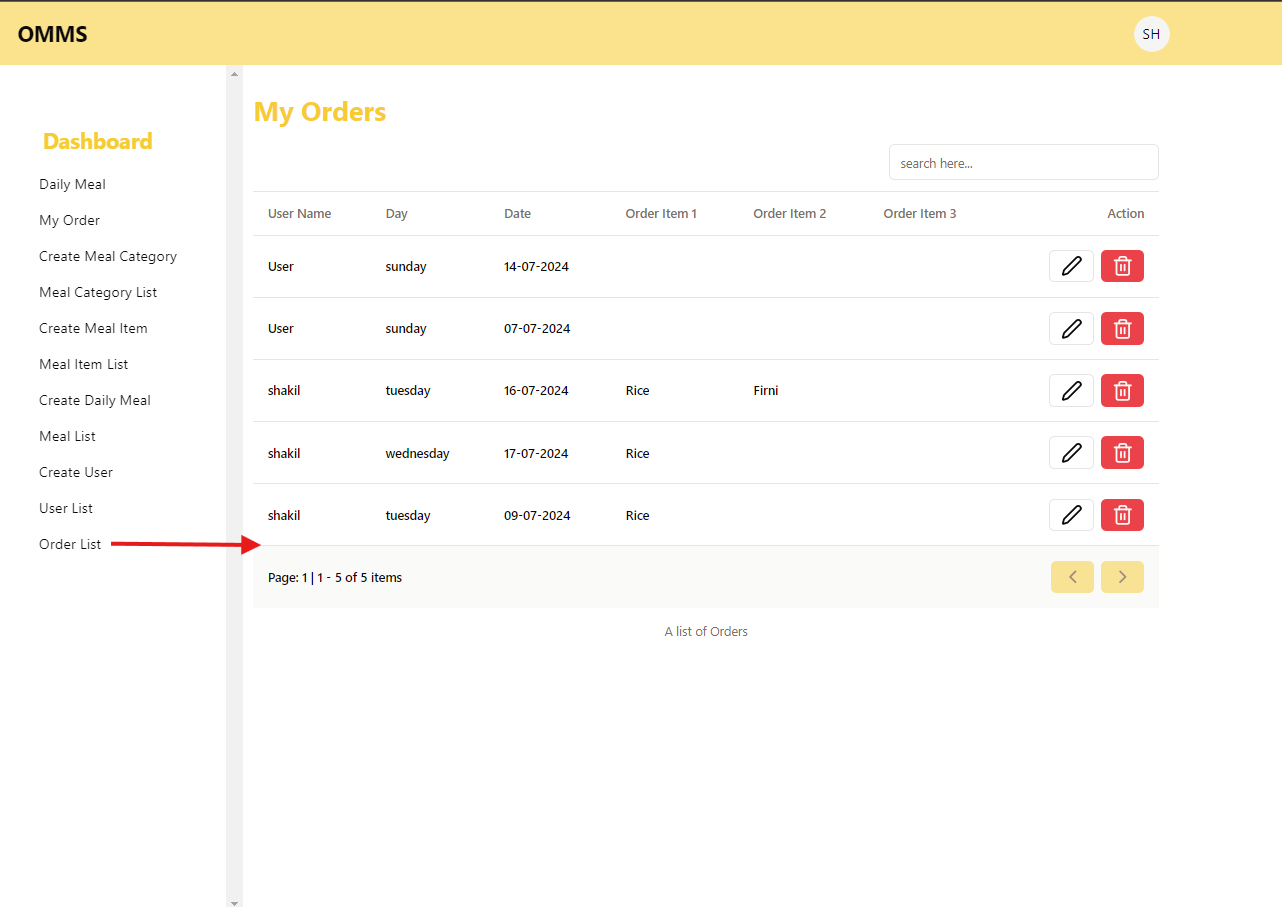 OMMS
SH
Dashboard
Daily Meal
My Order
Create Meal Category
Meal Category List
Create Meal Item
Meal Item List
Create Daily Meal
Meal List
Create User
User List
Order List
My Orders
search here...
User Name Day Date Order Item 1 Order Item 2 Order Item 3 Action
User sunday 14-07-2024
User sunday 07-07-2024
shakil tuesday 16-07-2024 Rice Firni
shakil wednesday 17-07-2024 Rice
shakil tuesday 09-07-2024 Rice
Page: 1 | 1 - 5 of 5 items
A list of Orders